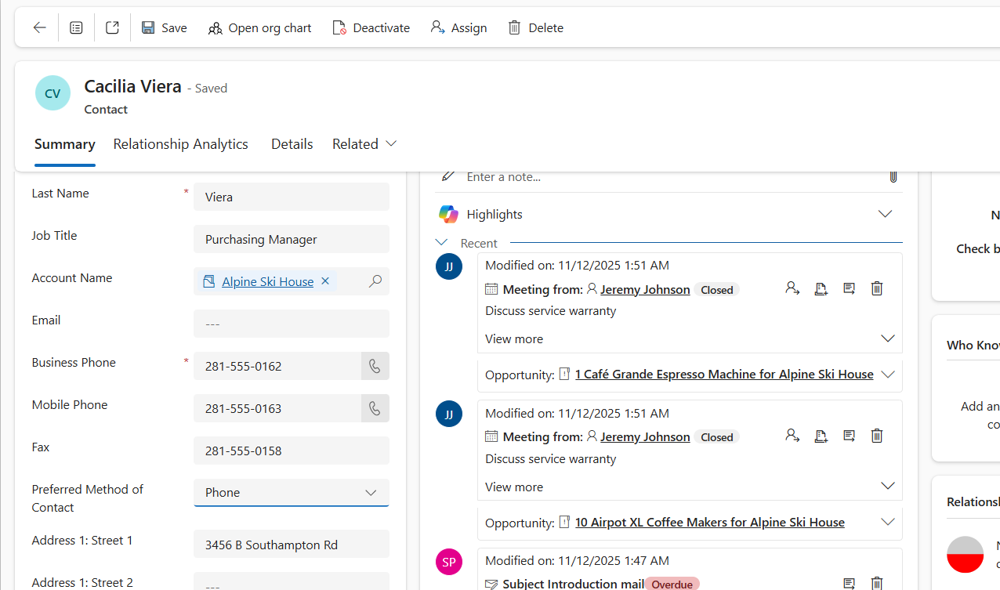 Save Open org chart Deactivate Assign Delete
CV
Cacilia Viera - Saved
Contact
Summary Relationship Analytics Details Related
Last Name * Viera
Job Title Purchasing Manager
Account Name Alpine Ski House
Email ---
Business Phone * 281-555-0162
Mobile Phone 281-555-0163
Fax 281-555-0158
Preferred Method of
Contact
Phone
Address 1: Street 1 3456 B Southampton Rd
Address 1: Street 2 ---
Enter a note...
Highlights
Recent
JJ
Modified on: 11/12/2025 1:51 AM
Meeting from: Jeremy Johnson Closed
Discuss service warranty
View more
Opportunity: 1 Café Grande Espresso Machine for Alpine Ski House
JJ
Modified on: 11/12/2025 1:51 AM
Meeting from: Jeremy Johnson Closed
Discuss service warranty
View more
Opportunity: 10 Airpot XL Coffee Makers for Alpine Ski House
SP
Modified on: 11/12/2025 1:47 AM
Subject Introduction mail Overdue
Check b
Who Know
Add an
co
Relations